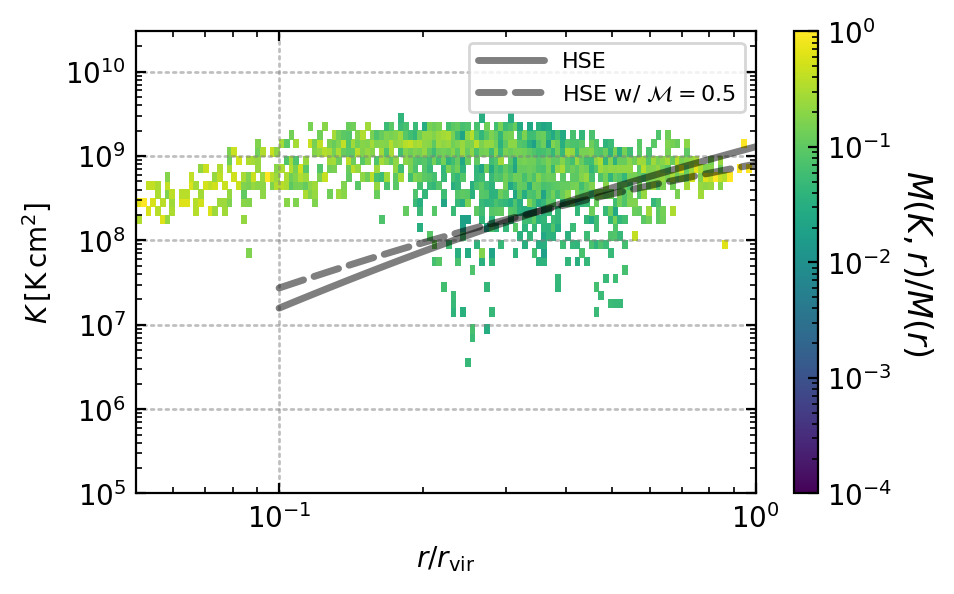 HSE
HSE w/ ℳ = 0.5
10¹⁰
10⁹
10⁸
10⁷
10⁶
10⁵
K [K cm²]
10⁻¹
10⁰
r/r_vir
10⁰
10⁻¹
10⁻²
10⁻³
10⁻⁴
M(K, r)/M(r)